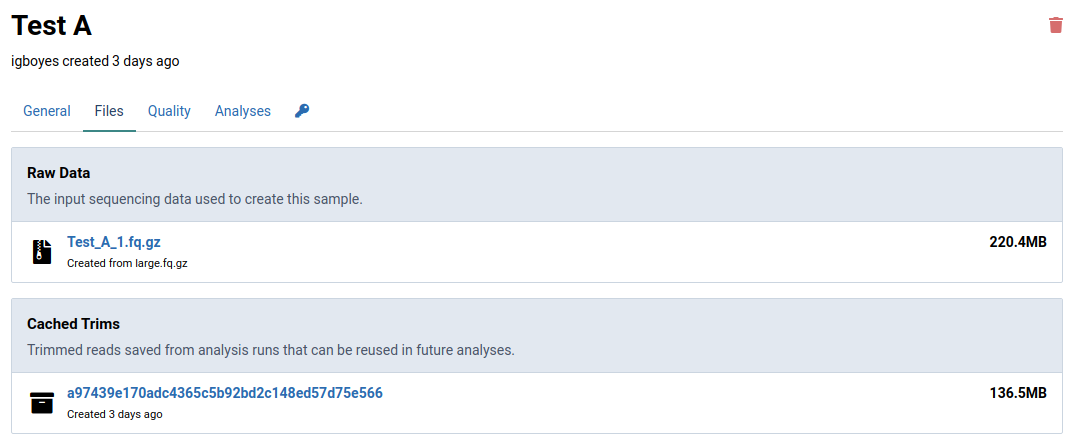 Test A
igboyes created 3 days ago
General Files Quality Analyses
Raw Data
The input sequencing data used to create this sample.
Test_A_1.fq.gz 220.4MB
Created from large.fq.gz
Cached Trims
Trimmed reads saved from analysis runs that can be reused in future analyses.
a97439e170adc4365c5b92bd2c148ed57d75e566 136.5MB
Created 3 days ago